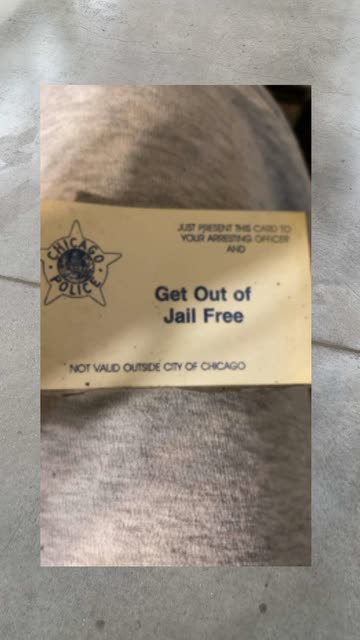 CHICAGO
POLICE
JUST PRESENT THIS CARD TO
YOUR ARRESTING OFFICER
AND
Get Out of
Jail Free
NOT VALID OUTSIDE CITY OF CHICAGO